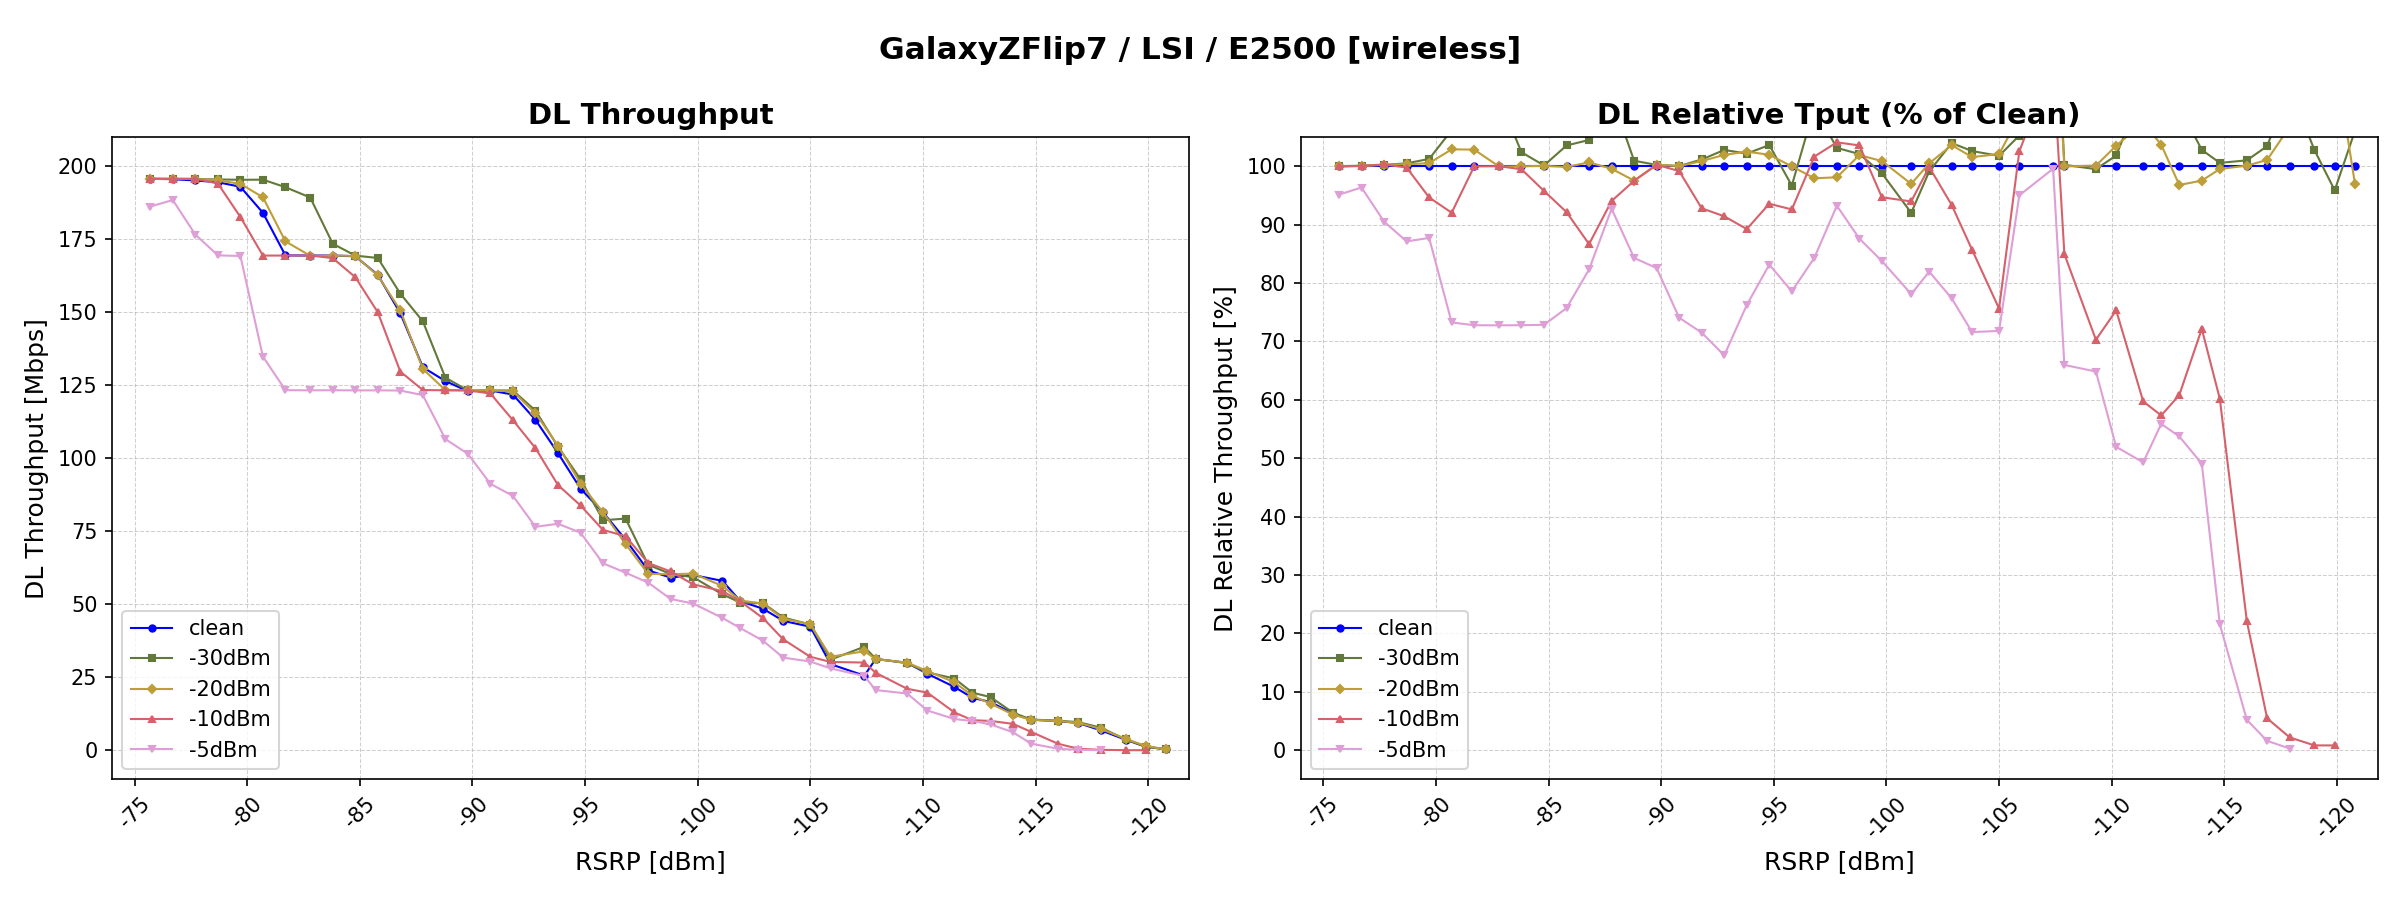 GalaxyZFlip7 / LSI / E2500 [wireless]
DL Throughput
DL Throughput [Mbps]
200
175
150
125
100
75
50
25
0
clean
-30dBm
-20dBm
-10dBm
-5dBm
-75
-80
-85
-90
-95
-100
-105
-110
-115
-120
RSRP [dBm]
DL Relative Tput (% of Clean)
DL Relative Throughput [%]
100
90
80
70
60
50
40
30
20
10
0
clean
-30dBm
-20dBm
-10dBm
-5dBm
-75
-80
-85
-90
-95
-100
-105
-110
-115
-120
RSRP [dBm]